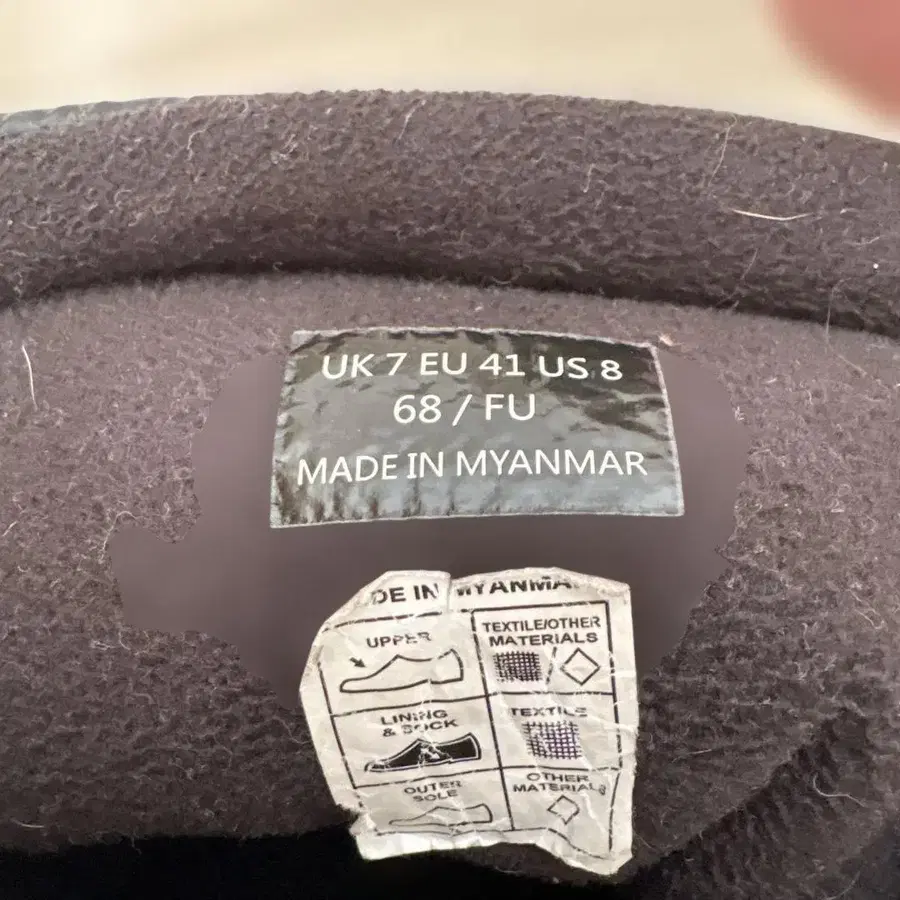 UK 7 EU 41 US 8
68 / FU
MADE IN MYANMAR
DE IN MYANMA
UPPER
TEXTILE/OTHER
MATERIALS
LINING
& SOCK
TEXTILE
OUTER
SOLE
OTHER
MATERIALS